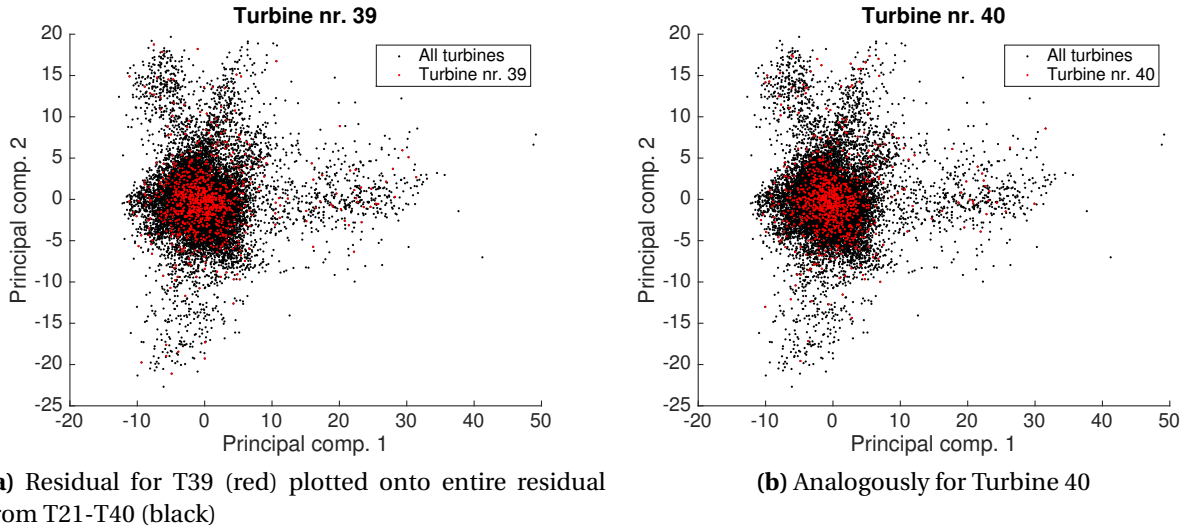 Turbine nr. 39
20
15
10
5
0
-5
-10
-15
-20
-25
Principal comp. 2
All turbines
Turbine nr. 39
-20 -10 0 10 20 30 40 50
Principal comp. 1
Turbine nr. 40
20
15
10
5
0
-5
-10
-15
-20
-25
Principal comp. 2
All turbines
Turbine nr. 40
-20 -10 0 10 20 30 40 50
Principal comp. 1
) Residual for T39 (red) plotted onto entire residual
om T21-T40 (black)
(b) Analogously for Turbine 40